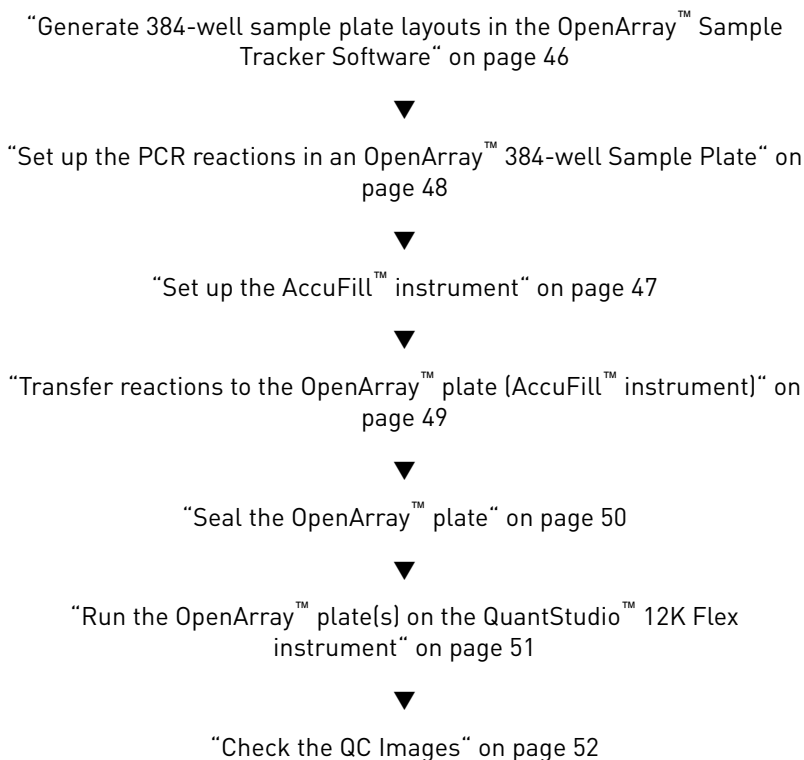 “Generate 384-well sample plate layouts in the OpenArray™ Sample
Tracker Software“ on page 46
▼
“Set up the PCR reactions in an OpenArray™ 384-well Sample Plate“ on
page 48
▼
“Set up the AccuFill™ instrument“ on page 47
▼
“Transfer reactions to the OpenArray™ plate (AccuFill™ instrument)“ on
page 49
▼
“Seal the OpenArray™ plate“ on page 50
▼
“Run the OpenArray™ plate(s) on the QuantStudio™ 12K Flex
instrument“ on page 51
▼
“Check the QC Images“ on page 52